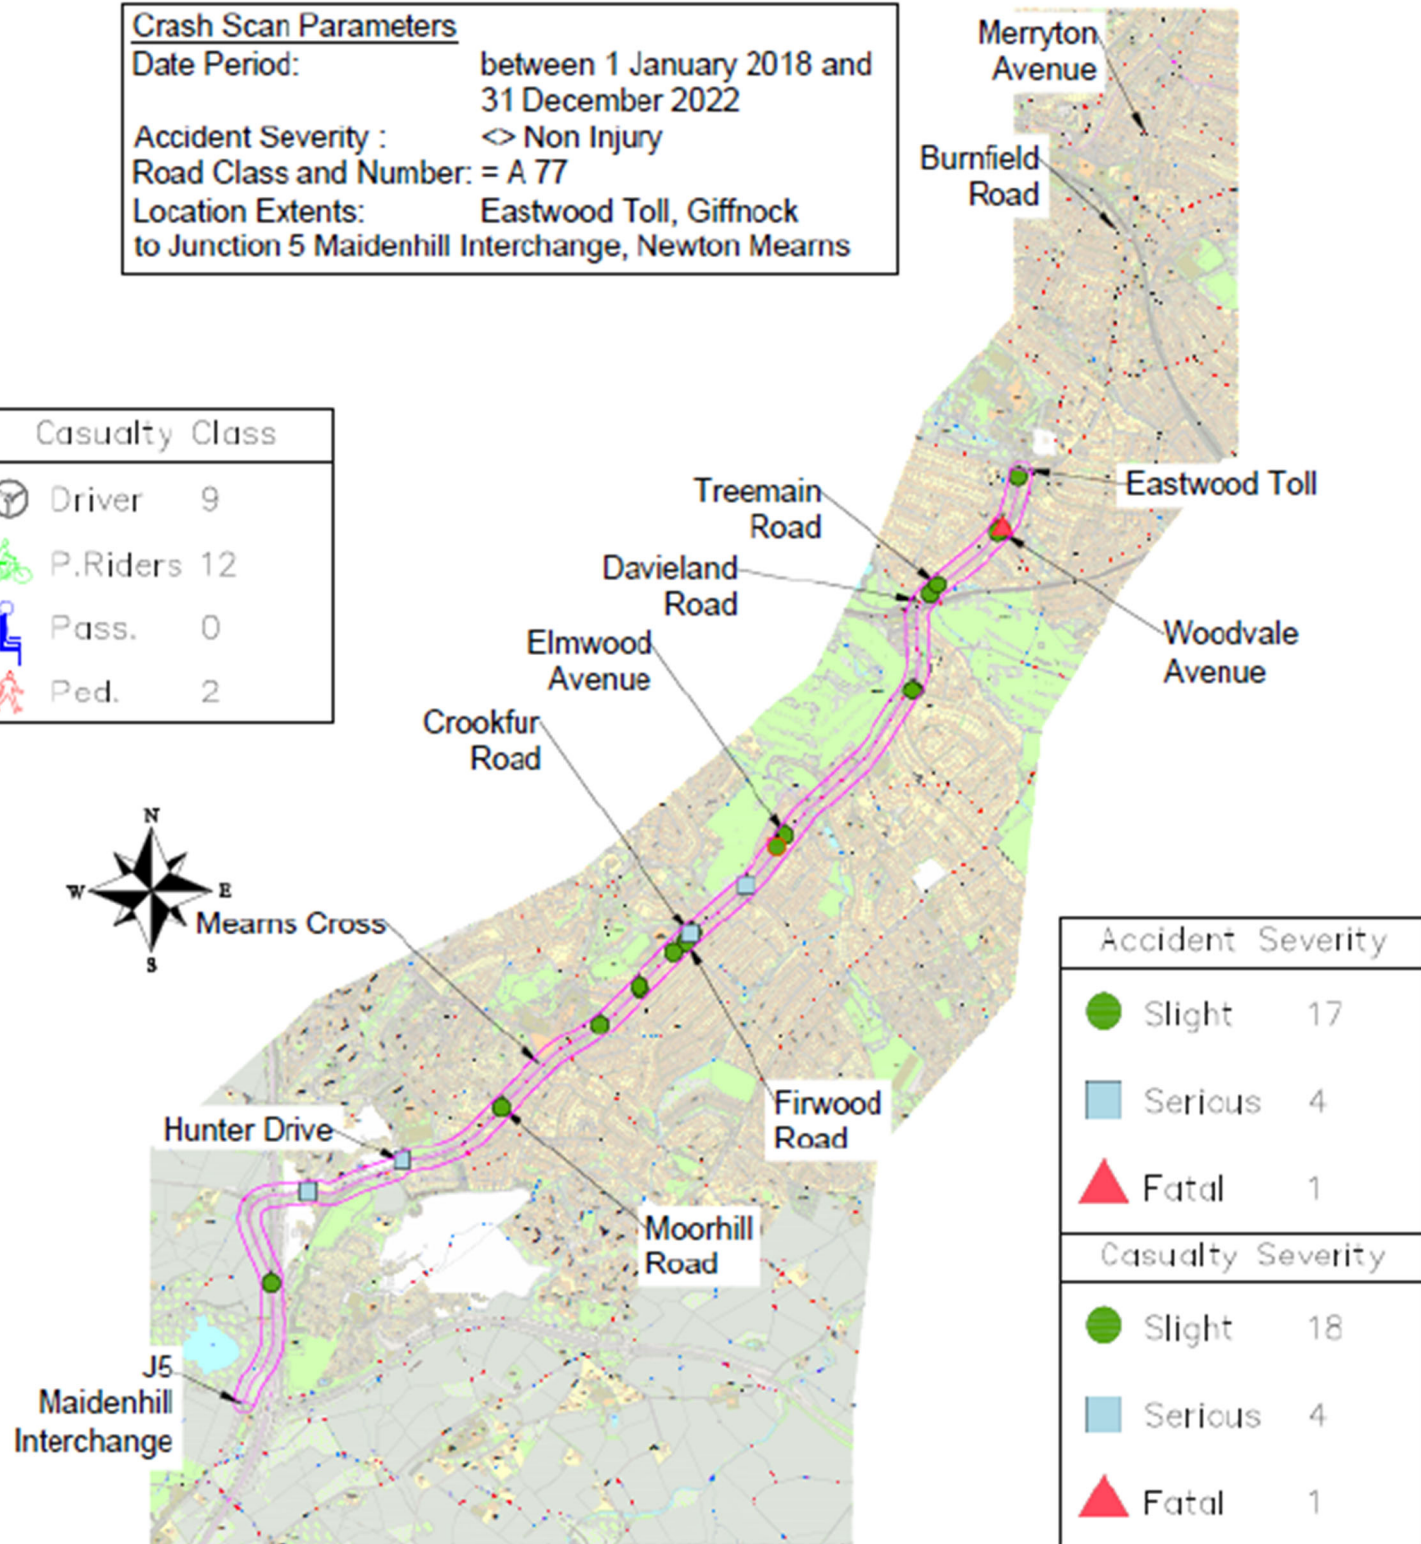 Crash Scan Parameters
Date Period: between 1 January 2018 and
31 December 2022
Accident Severity : <> Non Injury
Road Class and Number: = A 77
Location Extents: Eastwood Toll, Giffnock
to Junction 5 Maidenhill Interchange, Newton Mearns
Merryton
Avenue
Burnfield
Road
Casualty Class
Driver 9
P.Riders 12
Pass. 0
Ped. 2
Treemain
Road
Eastwood Toll
Davieland
Road
Woodvale
Avenue
Elmwood
Avenue
Crookfur
Road
N
W E
S
Mearns Cross
Firwood
Road
Hunter Drive
Moorhill
Road
J5
Maidenhill
Interchange
Accident Severity
Slight 17
Serious 4
Fatal 1
Casualty Severity
Slight 18
Serious 4
Fatal 1